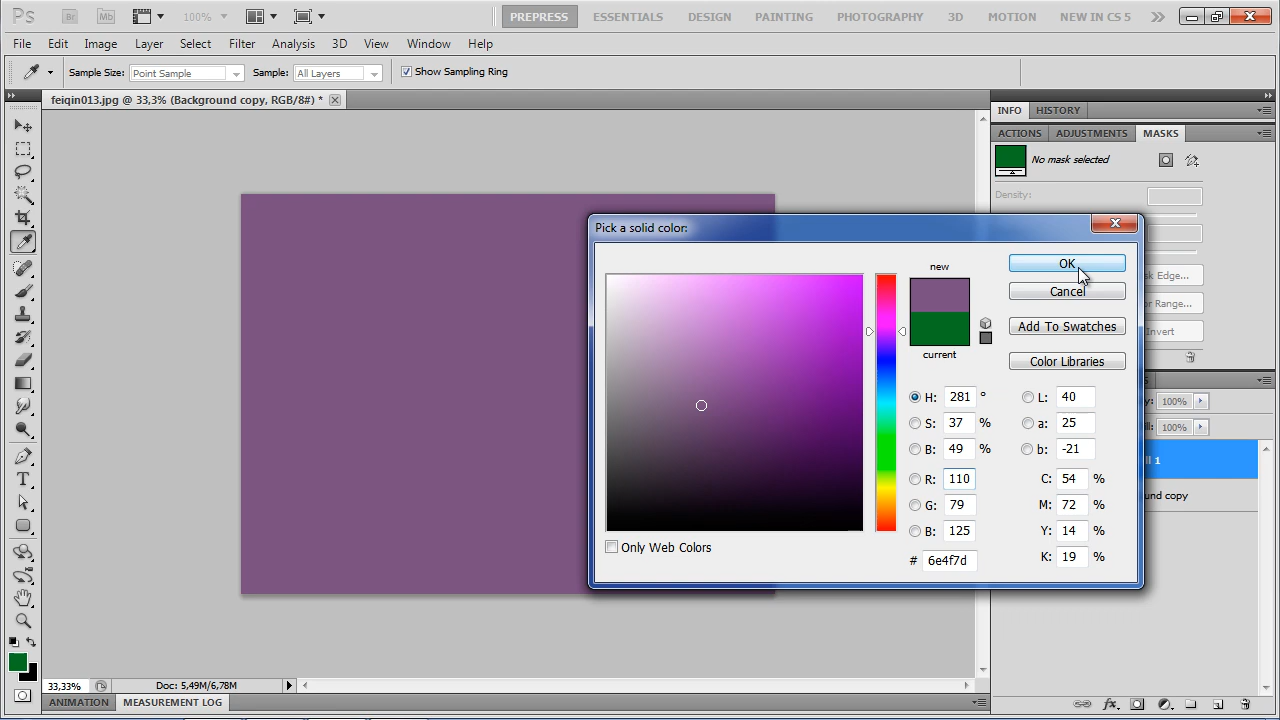 Ps Br Mb 100% PREPRESS ESSENTIALS DESIGN PAINTING PHOTOGRAPHY 3D MOTION NEW IN CS 5
File Edit Image Layer Select Filter Analysis 3D View Window Help
Sample Size: Point Sample Sample: All Layers Show Sampling Ring
feiqin013.jpg @ 33,3% (Background copy, RGB/8#) *
INFO HISTORY
ACTIONS ADJUSTMENTS MASKS
No mask selected
Density:
Pick a solid color:
new
current
OK
Cancel
Add To Swatches
Color Libraries
H: 281 °
S: 37 %
B: 49 %
R: 110
G: 79
B: 125
# 6e4f7d
L: 40
a: 25
b: -21
C: 54 %
M: 72 %
Y: 14 %
K: 19 %
Only Web Colors
Edge...
Range...
Invert
100%
100%
1
copy
33,33% Doc: 5,49M/6,78M
ANIMATION MEASUREMENT LOG